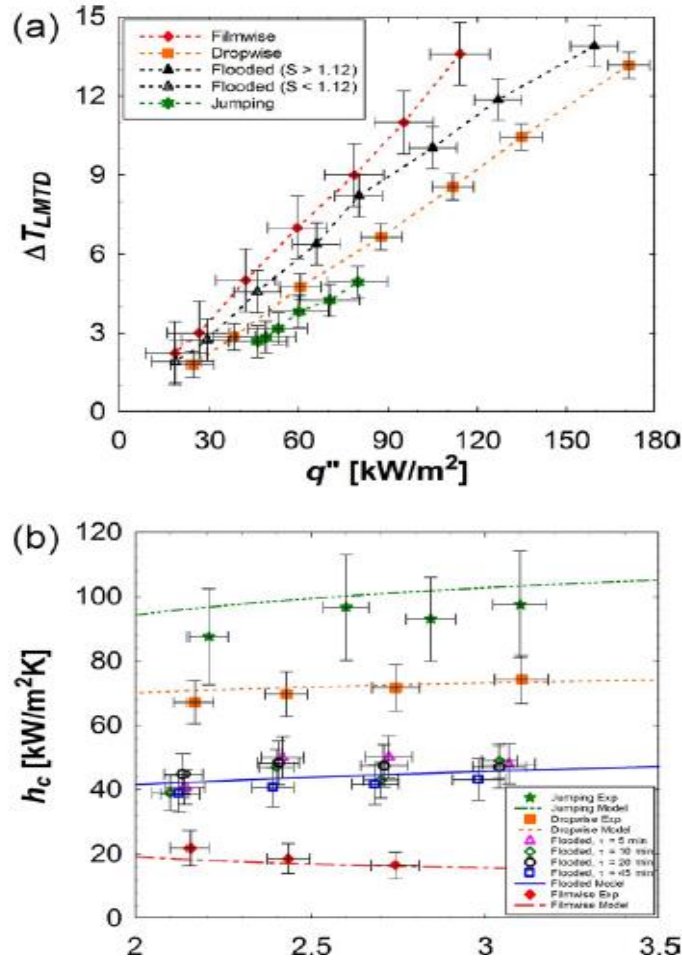 (a)
Filmwise
Dropwise
Flooded (S > 1.12)
Flooded (S < 1.12)
Jumping
15
12
9
6
3
0
ΔT_LMTD
0 30 60 90 120 150 180
q" [kW/m²]
(b)
120
100
80
60
40
20
0
h_c [kW/m²K]
Jumping Exp
Jumping Model
Dropwise Exp
Dropwise Model
Flooded, τ = 5 min
Flooded, τ = 10 min
Flooded, τ = 20 min
Flooded, τ = 45 min
Flooded Model
Filmwise Exp
Filmwise Model
2 2.5 3 3.5